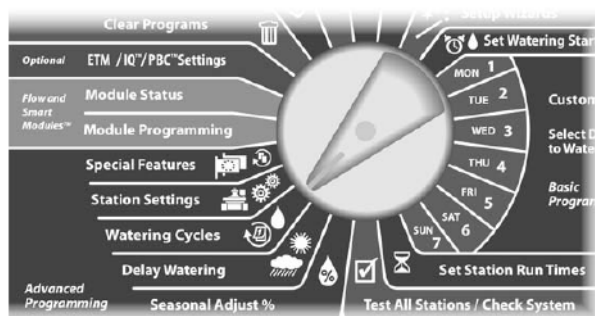 Clear Programs
Optional
ETM / IQ™/PBC™Settings
Flow and
Smart
Modules™
Module Status
Module Programming
Special Features
Station Settings
Watering Cycles
Delay Watering
Advanced
Programming
Seasonal Adjust %
Setup Wizards
Set Watering Star
MON 1
TUE 2
WED 3
THU 4
FRI 5
SAT 6
SUN 7
Custom
Select D
to Wate
Basic
Program
Set Station Run Times
Test All Stations / Check System